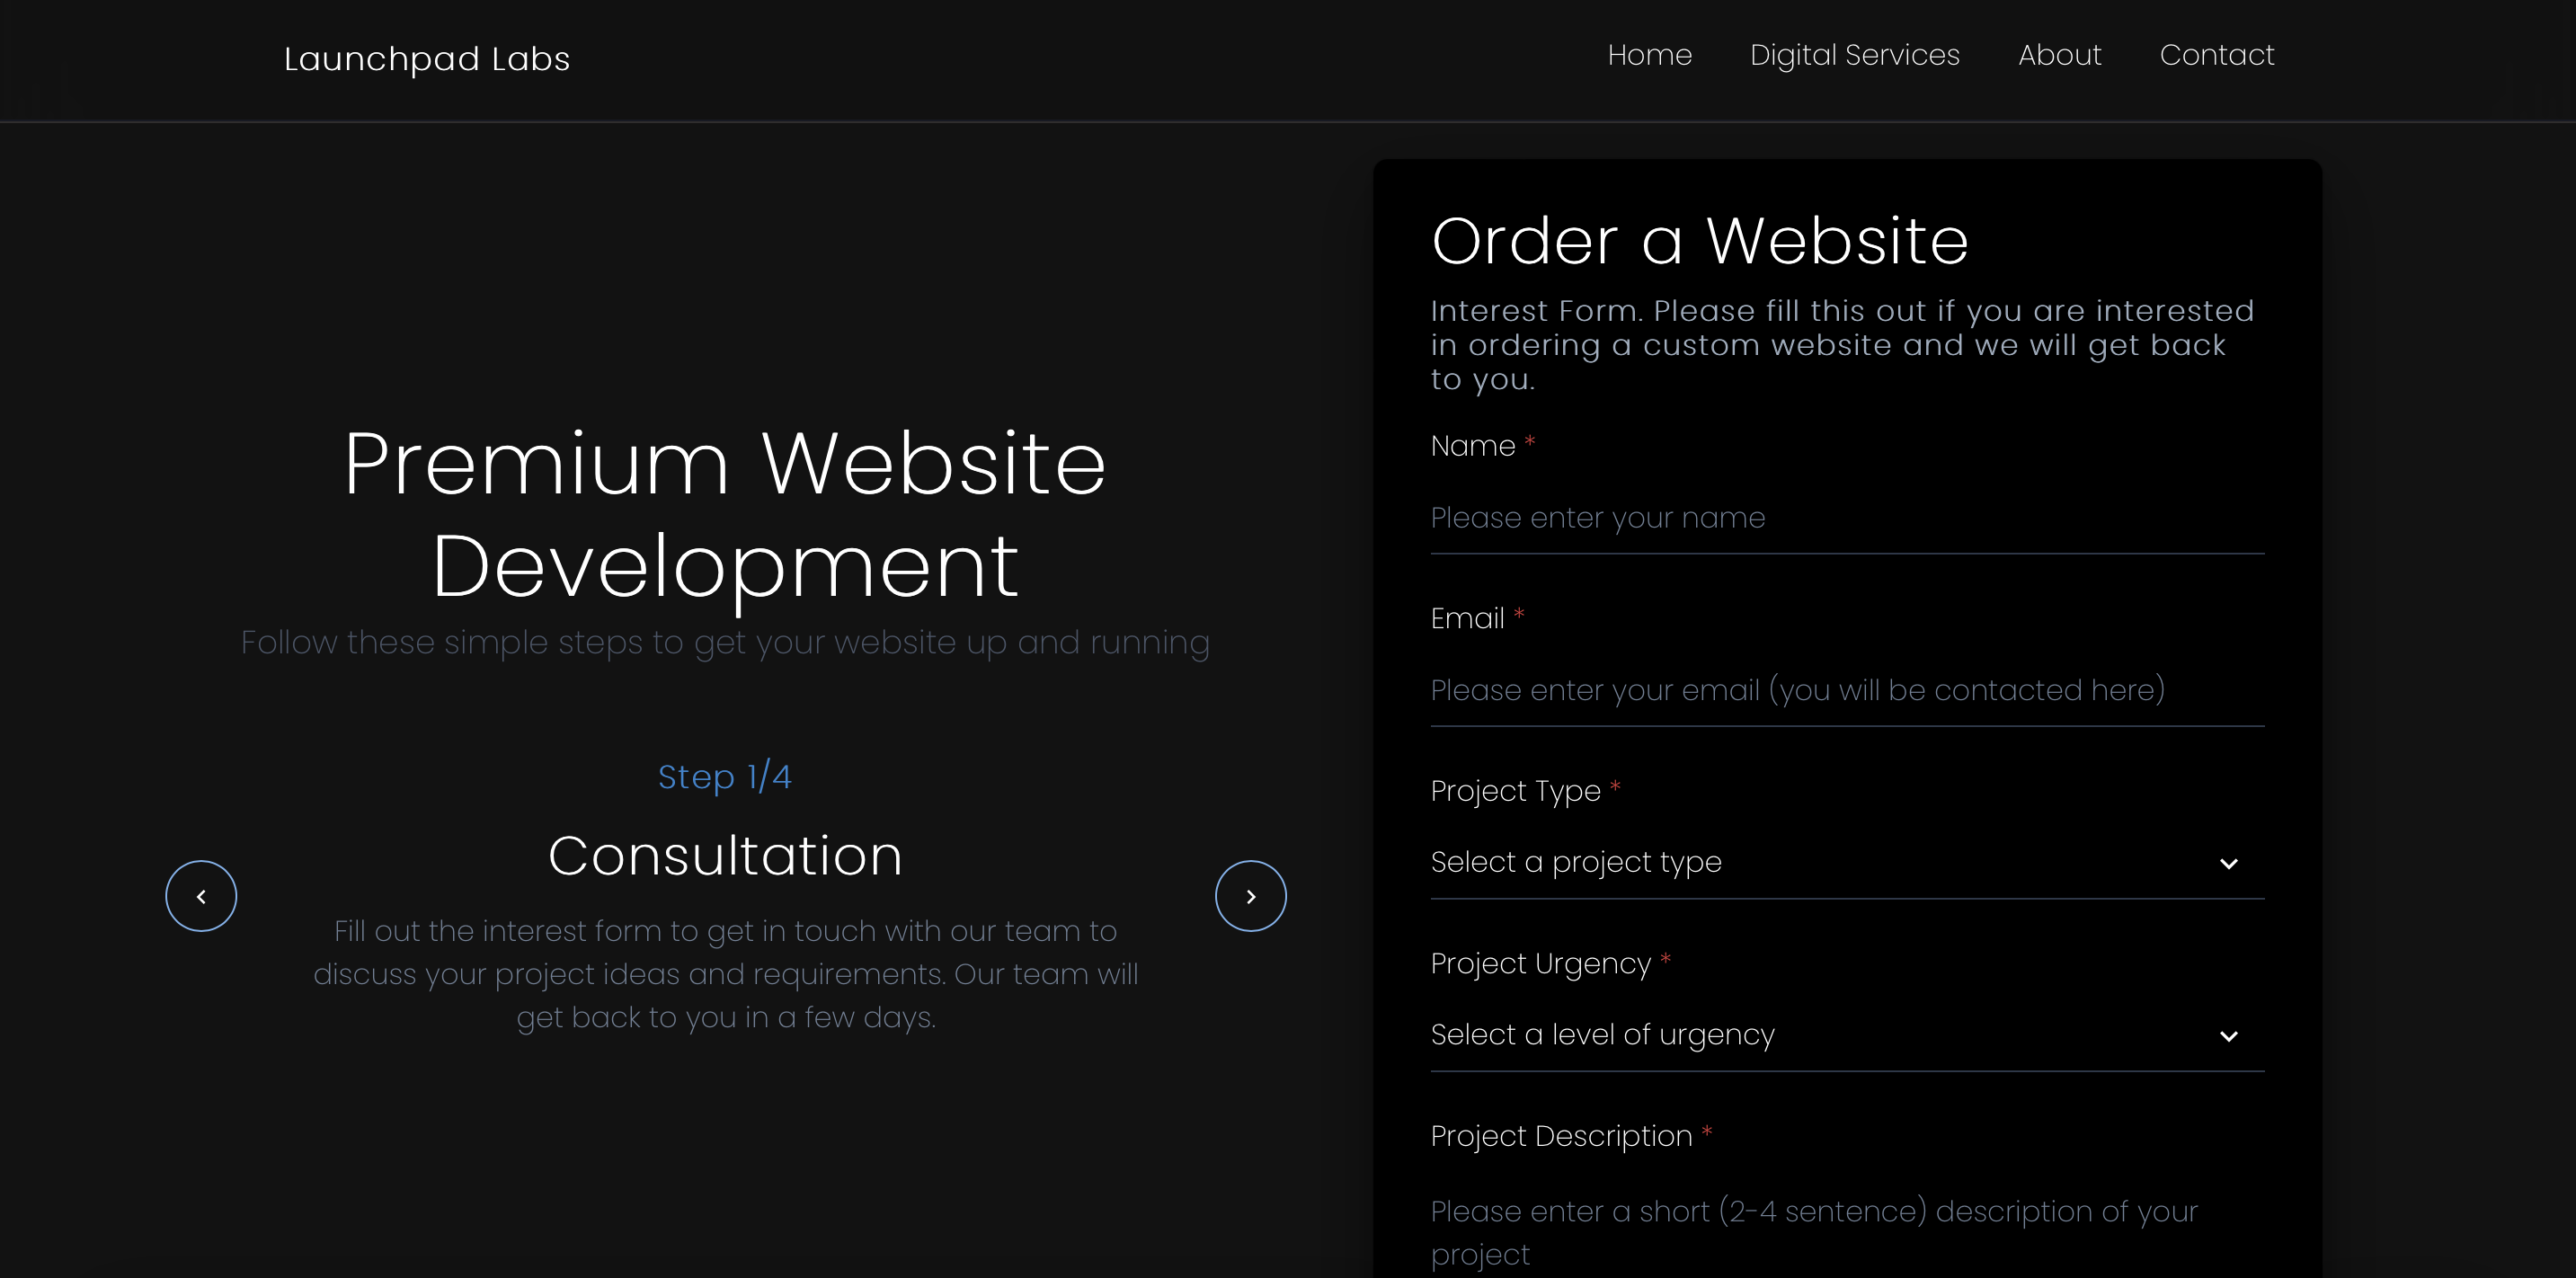 Launchpad Labs
Home Digital Services About Contact
Premium Website
Development
Follow these simple steps to get your website up and running
Step 1/4
Consultation
Fill out the interest form to get in touch with our team to
discuss your project ideas and requirements. Our team will
get back to you in a few days.
Order a Website
Interest Form. Please fill this out if you are interested
in ordering a custom website and we will get back
to you.
Name *
Please enter your name
Email *
Please enter your email (you will be contacted here)
Project Type *
Select a project type
Project Urgency *
Select a level of urgency
Project Description *
Please enter a short (2-4 sentence) description of your
project